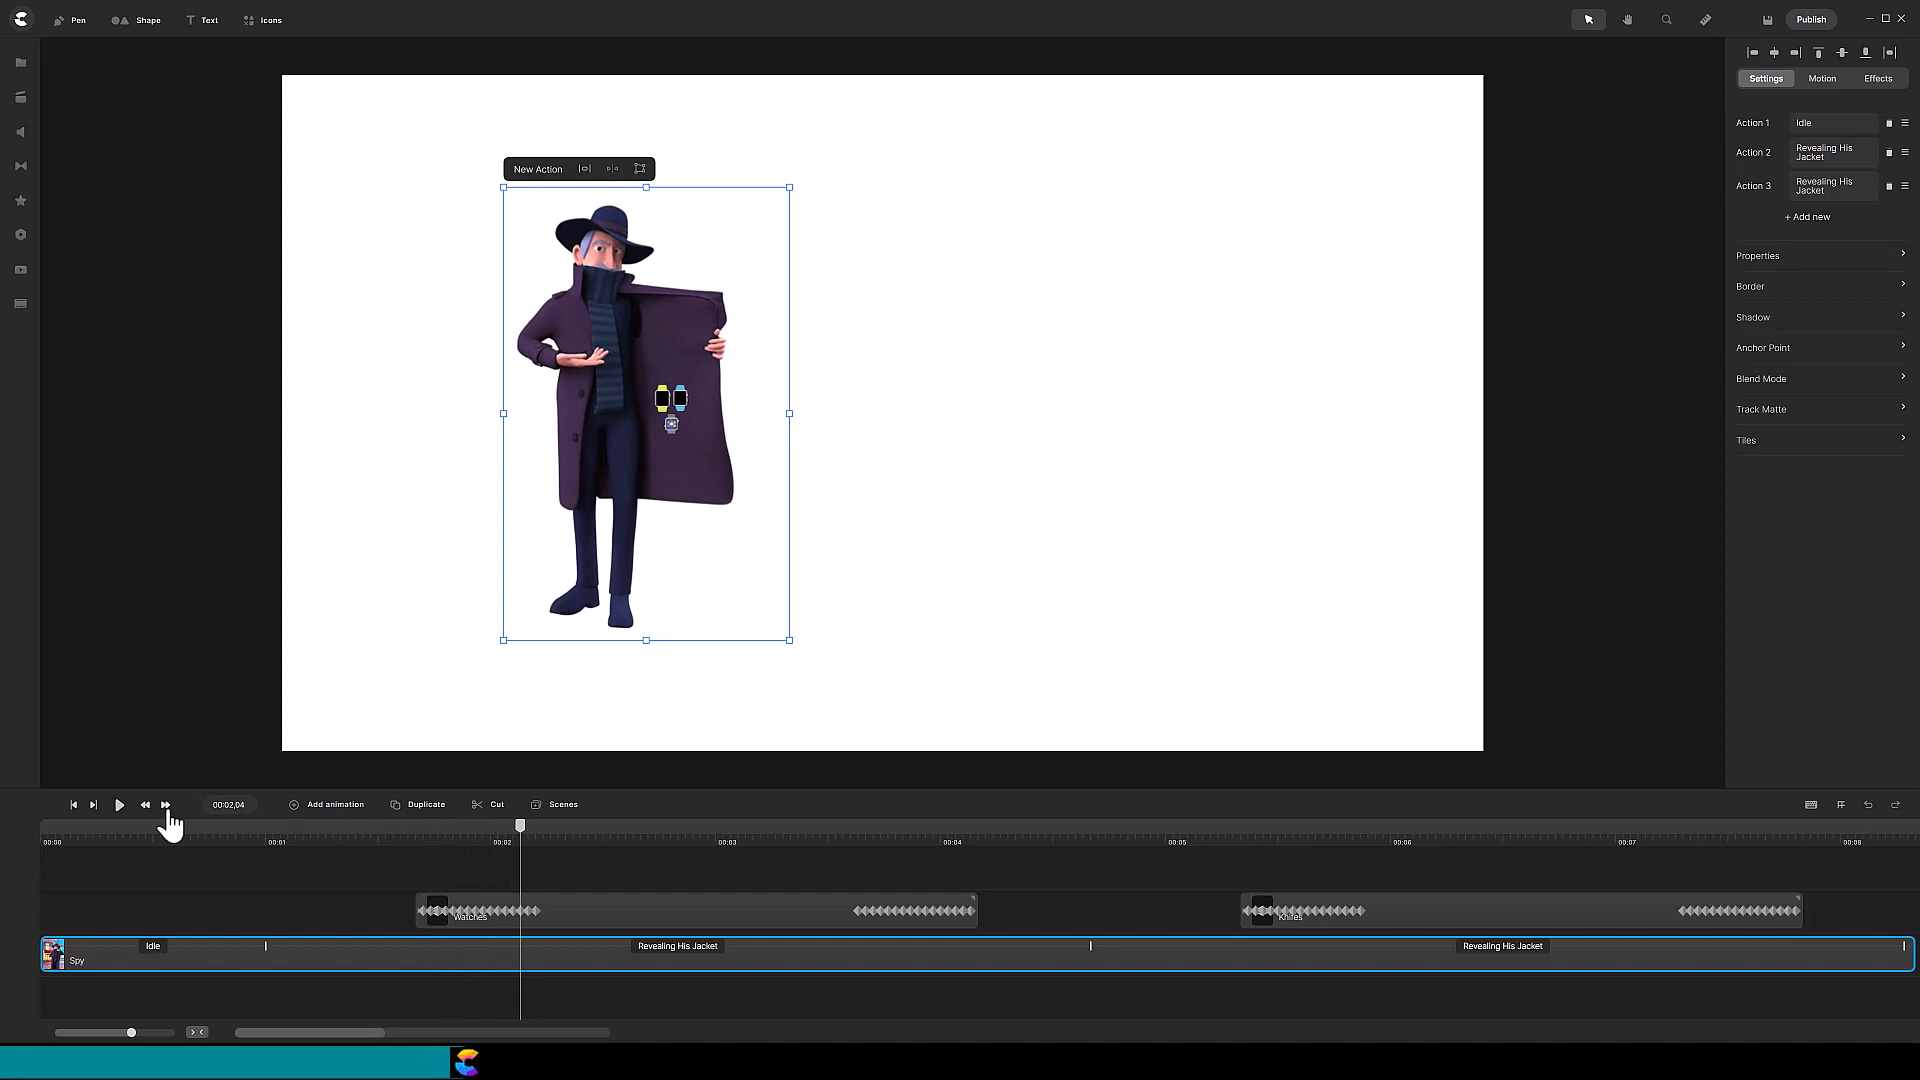 Pen Shape Text Icons Publish
Settings Motion Effects
Action 1 Idle
Action 2 Revealing His
Jacket
Action 3 Revealing His
Jacket
+ Add new
Properties
Border
Shadow
Anchor Point
Blend Mode
Track Matte
Tiles
New Action
00:02,04 Add animation Duplicate Cut Scenes
00:00 00:01 00:02 00:03 00:04 00:05 00:06 00:07 00:08
Watches Knifes
Idle Revealing His Jacket Revealing His Jacket
Spy